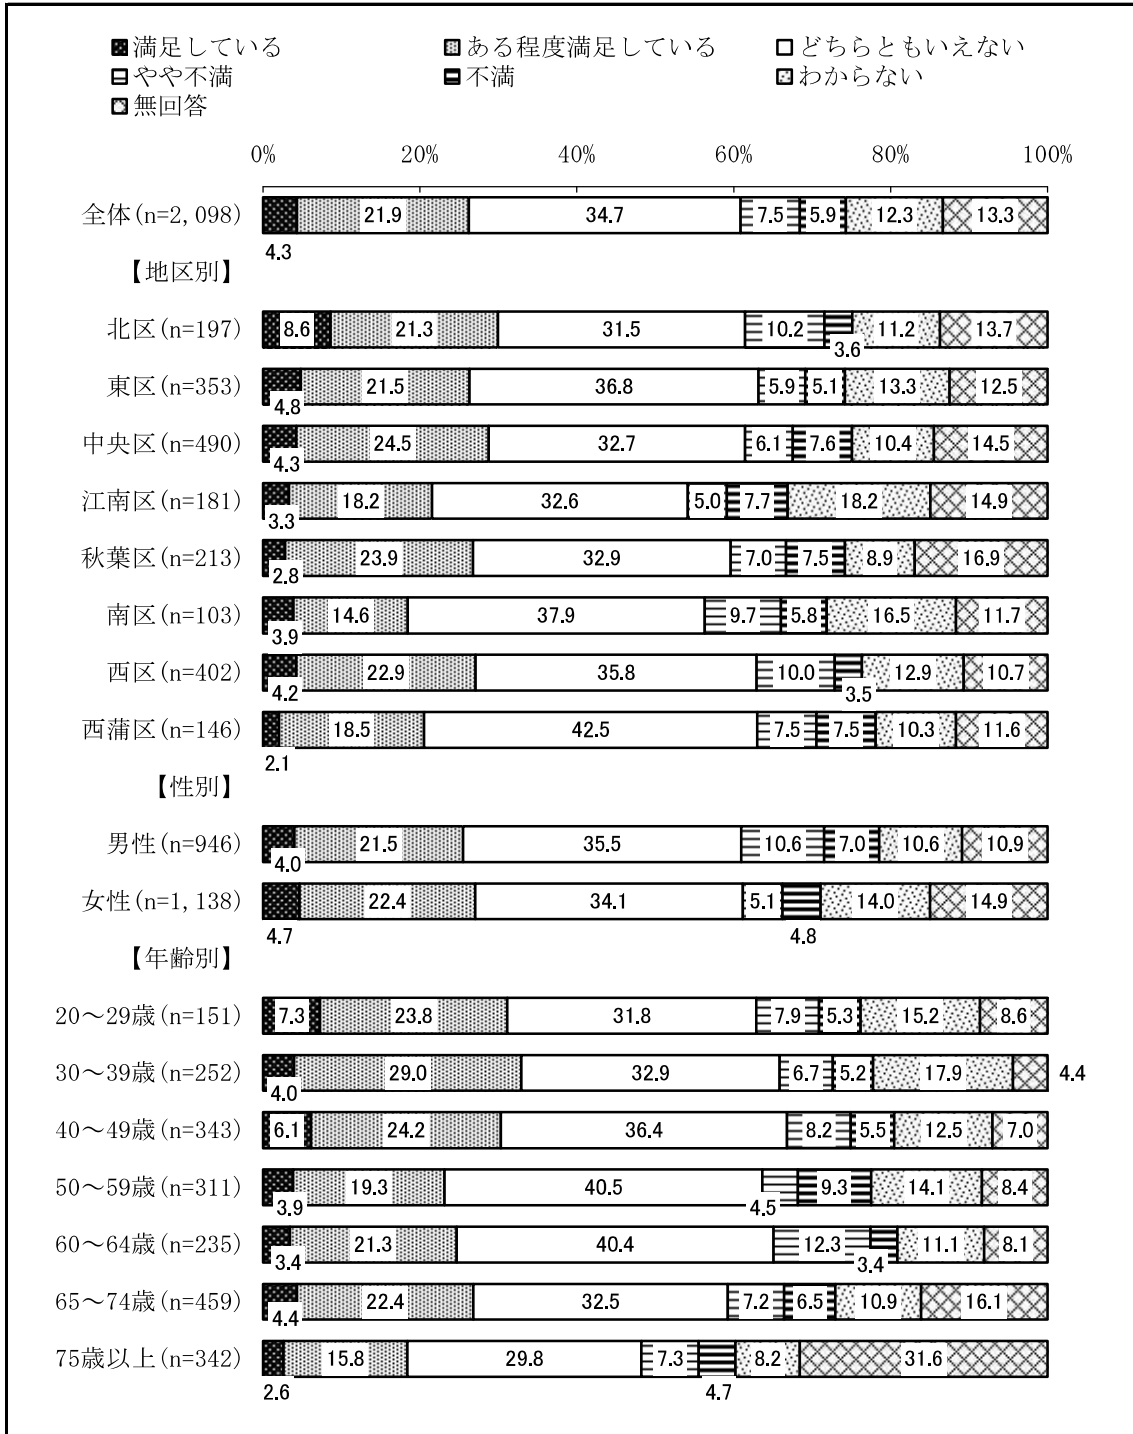 満足している ある程度満足している どちらともいえない
やや不満 不満 わからない
無回答
0% 20% 40% 60% 80% 100%
全体(n=2,098) 21.9 34.7 7.5 5.9 12.3 13.3
4.3
【地区別】
北区(n=197) 8.6 21.3 31.5 10.2 3.6 11.2 13.7
東区(n=353) 4.8 21.5 36.8 5.9 5.1 13.3 12.5
中央区(n=490) 4.3 24.5 32.7 6.1 7.6 10.4 14.5
江南区(n=181) 3.3 18.2 32.6 5.0 7.7 18.2 14.9
秋葉区(n=213) 2.8 23.9 32.9 7.0 7.5 8.9 16.9
南区(n=103) 3.9 14.6 37.9 9.7 5.8 16.5 11.7
西区(n=402) 4.2 22.9 35.8 10.0 3.5 12.9 10.7
西蒲区(n=146) 18.5 42.5 7.5 7.5 10.3 11.6
2.1
【性別】
男性(n=946) 4.0 21.5 35.5 10.6 7.0 10.6 10.9
女性(n=1,138) 22.4 34.1 5.1 14.0 14.9
4.7 4.8
【年齢別】
20～29歳(n=151) 7.3 23.8 31.8 7.9 5.3 15.2 8.6
30～39歳(n=252) 4.0 29.0 32.9 6.7 5.2 17.9 4.4
40～49歳(n=343) 6.1 24.2 36.4 8.2 5.5 12.5 7.0
50～59歳(n=311) 3.9 19.3 40.5 4.5 9.3 14.1 8.4
60～64歳(n=235) 3.4 21.3 40.4 12.3 3.4 11.1 8.1
65～74歳(n=459) 4.4 22.4 32.5 7.2 6.5 10.9 16.1
75歳以上(n=342) 15.8 29.8 7.3 8.2 31.6
2.6 4.7